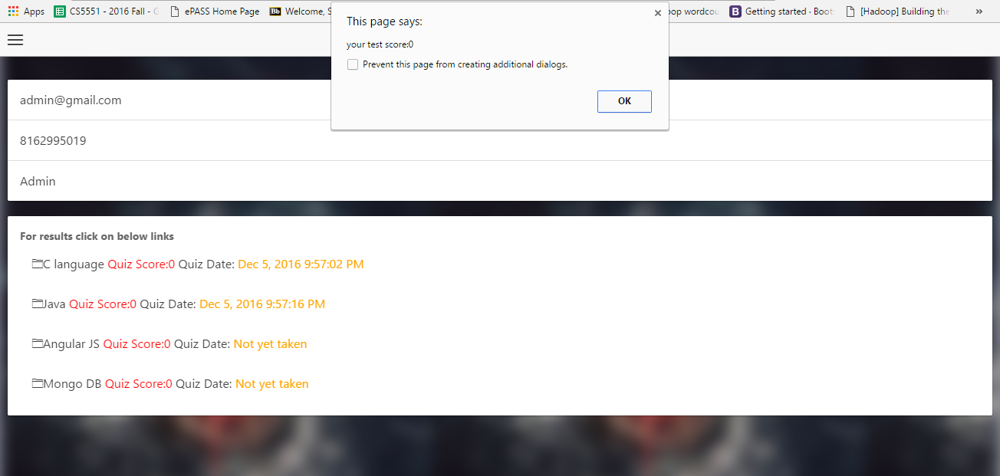 Apps CS5551 - 2016 Fall - ePASS Home Page Bb Welcome, wordcou B Getting started · Boots [Hadoop] Building the »
This page says:
your test score:0
Prevent this page from creating additional dialogs.
OK
admin@gmail.com
8162995019
Admin
For results click on below links
C language Quiz Score:0 Quiz Date: Dec 5, 2016 9:57:02 PM
Java Quiz Score:0 Quiz Date: Dec 5, 2016 9:57:16 PM
Angular JS Quiz Score:0 Quiz Date: Not yet taken
Mongo DB Quiz Score:0 Quiz Date: Not yet taken